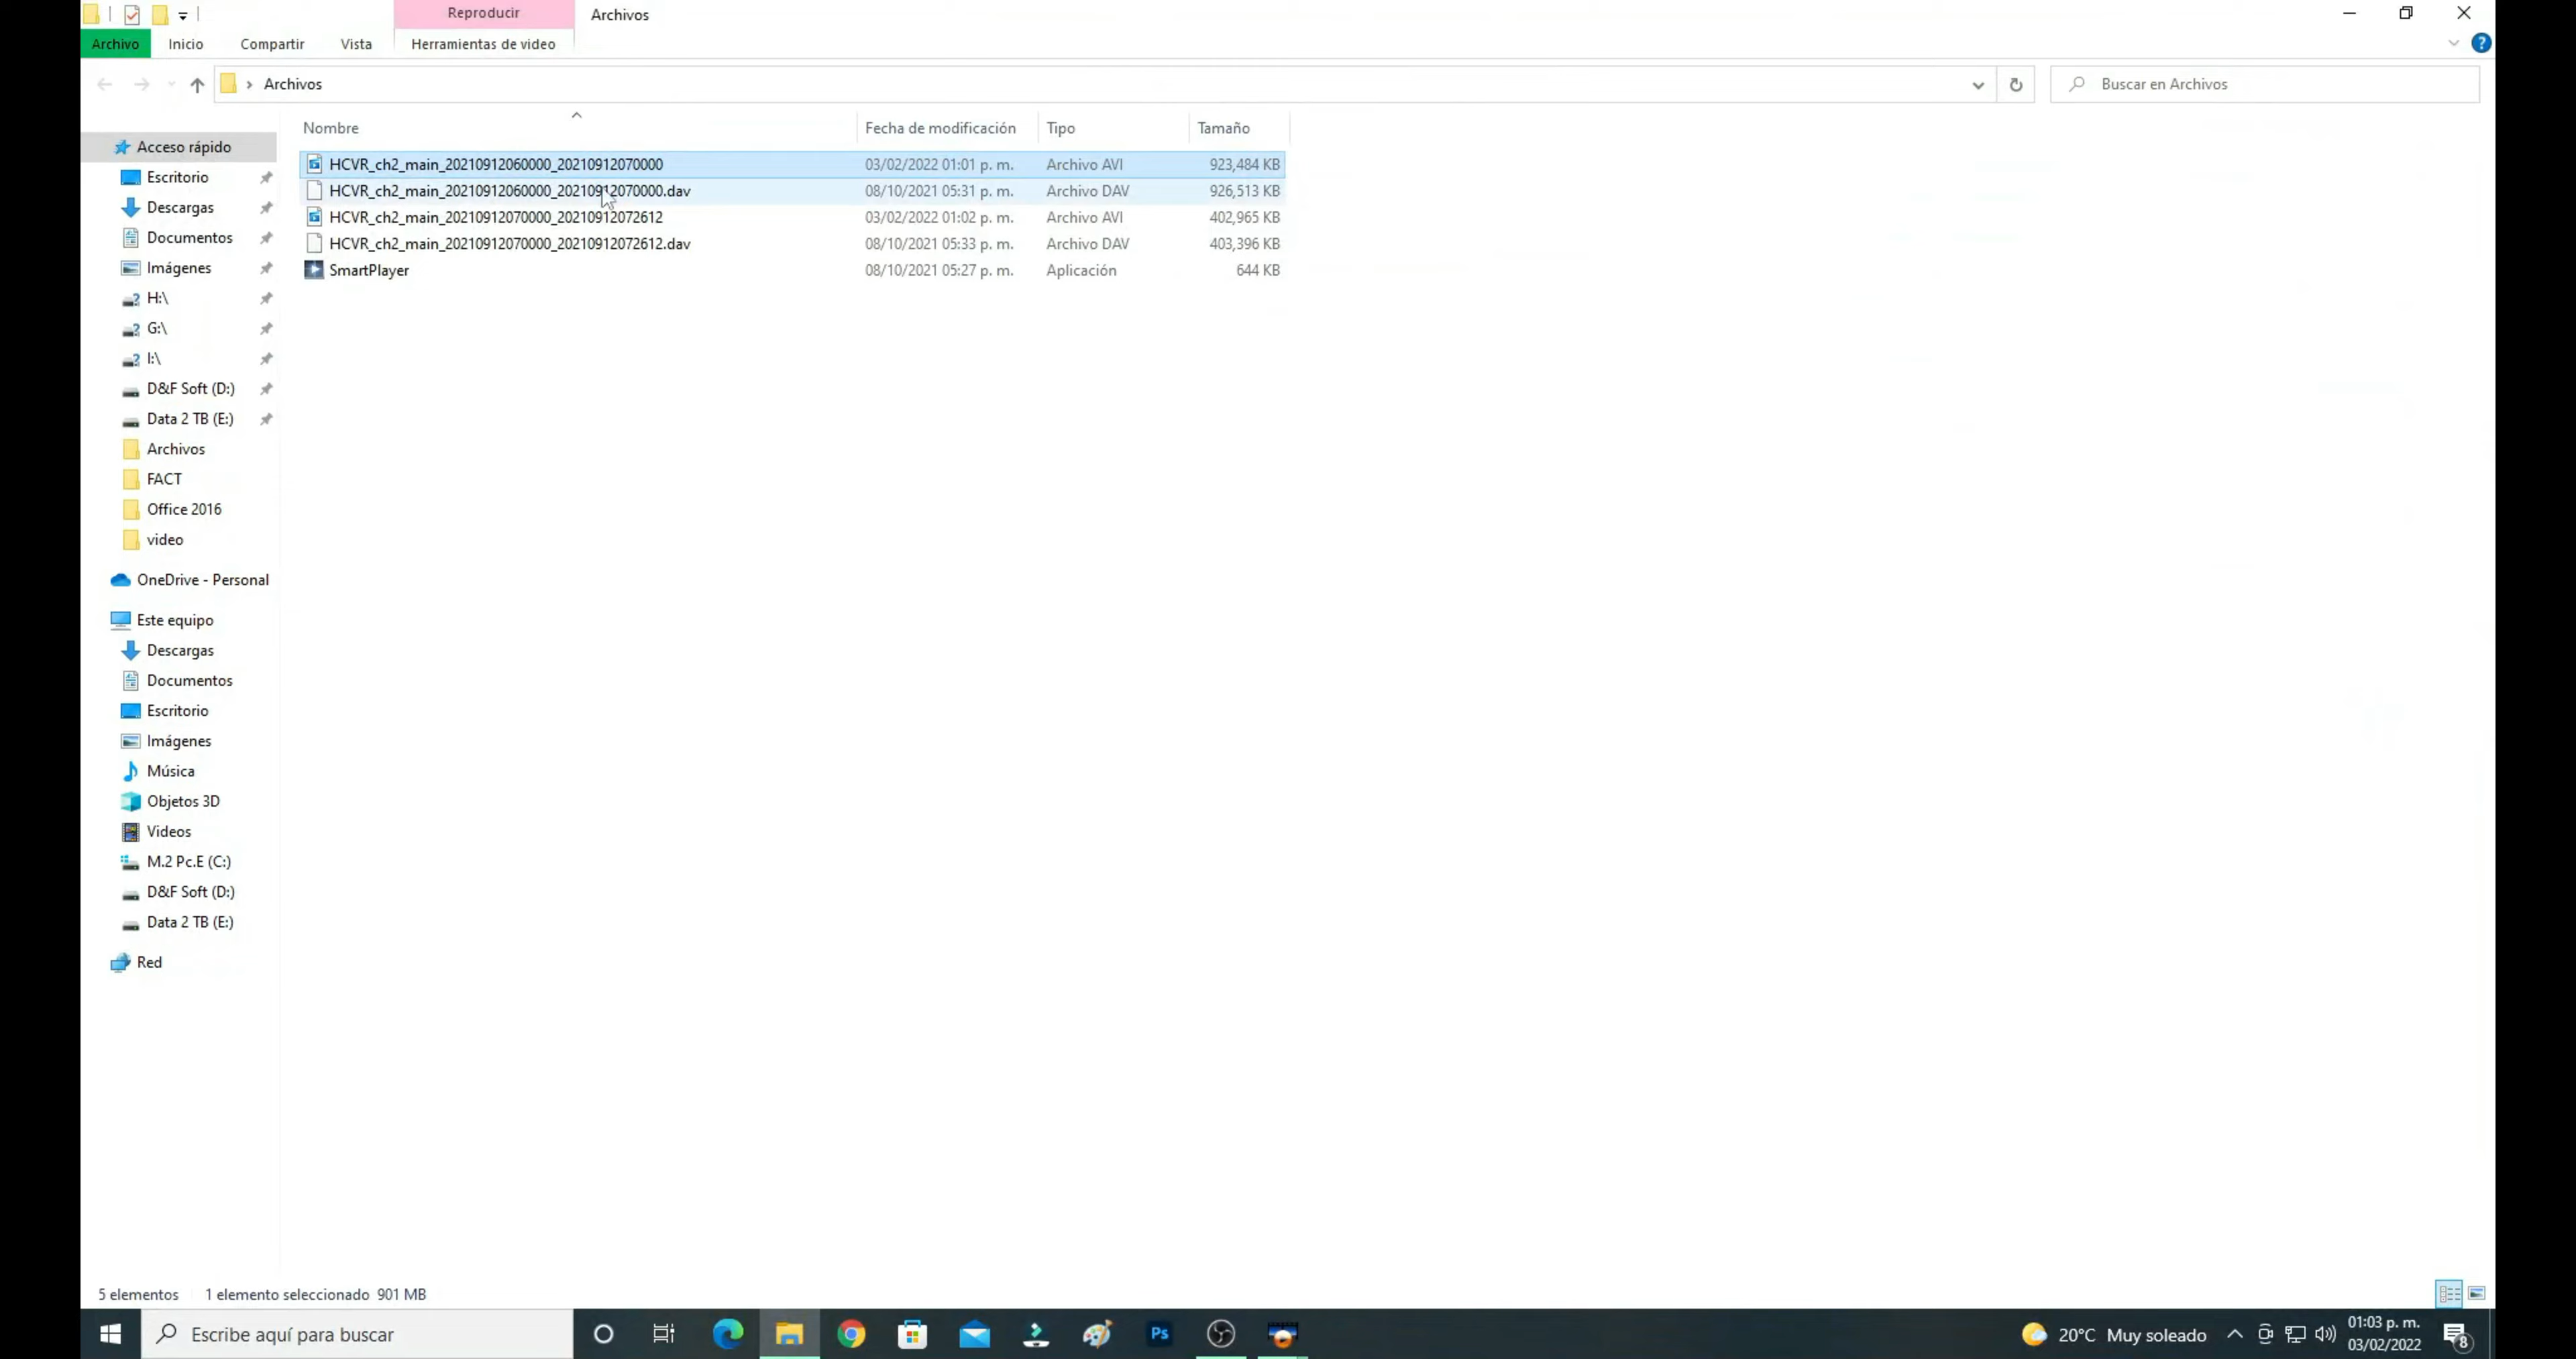 Reproducir
Archivos
Archivo Inicio Compartir Vista Herramientas de video
Archivos
Buscar en Archivos
Nombre Fecha de modificación Tipo Tamaño
HCVR_ch2_main_20210912060000_20210912070000 03/02/2022 01:01 p. m. Archivo AVI 923,484 KB
HCVR_ch2_main_20210912060000_20210912070000.dav 08/10/2021 05:31 p. m. Archivo DAV 926,513 KB
HCVR_ch2_main_20210912070000_20210912072612 03/02/2022 01:02 p. m. Archivo AVI 402,965 KB
HCVR_ch2_main_20210912070000_20210912072612.dav 08/10/2021 05:33 p. m. Archivo DAV 403,396 KB
SmartPlayer 08/10/2021 05:27 p. m. Aplicación 644 KB
Acceso rápido
Escritorio
Descargas
Documentos
Imágenes
H:\
G:\
I:\
D&F Soft (D:)
Data 2 TB (E:)
Archivos
FACT
Office 2016
video
OneDrive - Personal
Este equipo
Descargas
Documentos
Escritorio
Imágenes
Música
Objetos 3D
Videos
M.2 Pc.E (C:)
D&F Soft (D:)
Data 2 TB (E:)
Red
5 elementos 1 elemento seleccionado 901 MB
Escribe aquí para buscar
Ps
20°C Muy soleado
01:03 p. m.
03/02/2022
8